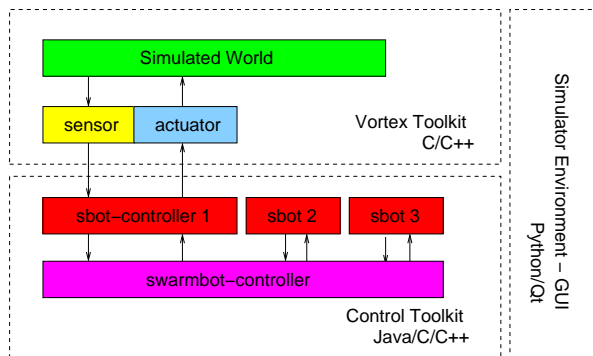 Simulated World
sensor
actuator
Vortex Toolkit
C/C++
sbot−controller 1
sbot 2
sbot 3
swarmbot−controller
Control Toolkit
Java/C/C++
Simulator Environment − GUI
Python/Qt